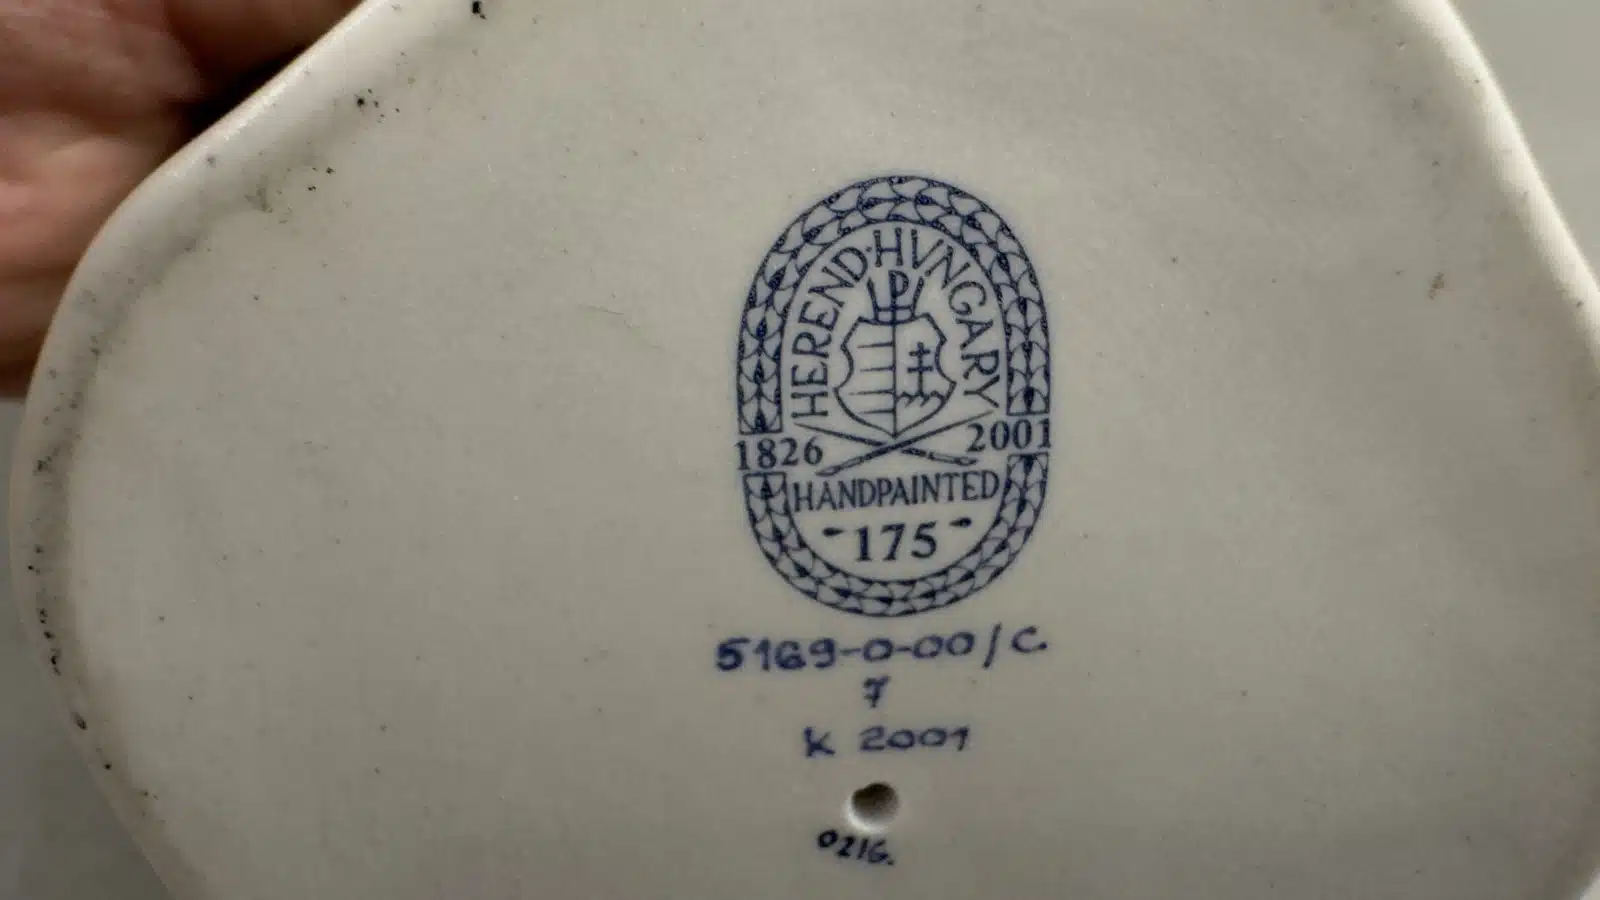 HEREND·HVNGARY
1826 2001
HANDPAINTED
-175-
5169-0-00/C.
7
K 2001
0216.